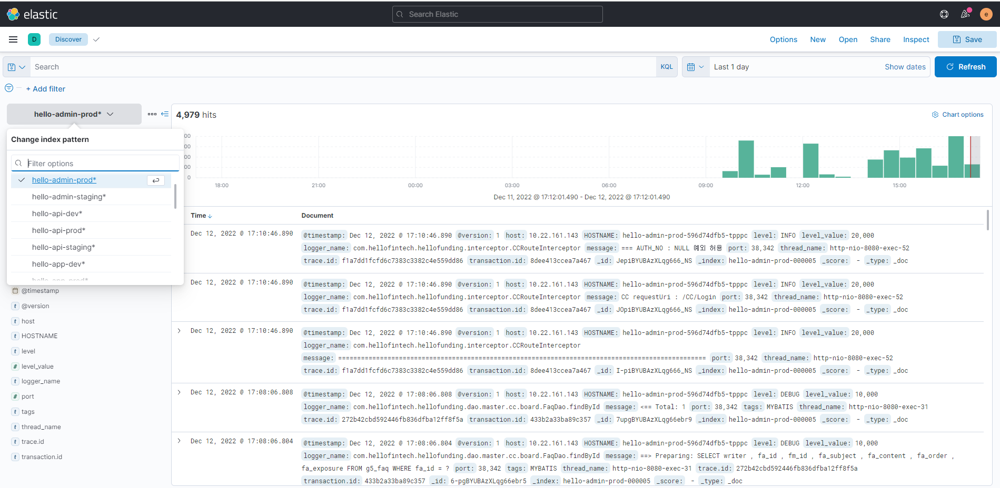 elastic
Search Elastic
e
D
Discover
Options New Open Share Inspect Save
Search
KQL
Last 1 day
Show dates
Refresh
+ Add filter
hello-admin-prod*
4,979 hits
Chart options
Change index pattern
Filter options
hello-admin-prod*
hello-admin-staging*
hello-api-dev*
hello-api-prod*
hello-api-staging*
hello-app-dev*
hello-app-prod*
00
00
00
00
0
18:00 21:00 00:00 03:00 06:00 09:00 12:00 15:00
Dec 11, 2022 @ 17:12:01.490 - Dec 12, 2022 @ 17:12:01.490
@timestamp
t @version
t host
t HOSTNAME
t level
# level_value
t logger_name
# port
t tags
t thread_name
t trace.id
t transaction.id
Time Document
Dec 12, 2022 @ 17:10:46.890 @timestamp: Dec 12, 2022 @ 17:10:46.890 @version: 1 host: 10.22.161.143 HOSTNAME: hello-admin-prod-596d74dfb5-tpppc level: INFO level_value: 20,000
logger_name: com.hellofintech.hellofunding.interceptor.CCRouteInterceptor message: === AUTH_NO : NULL 예외 허용 port: 38,342 thread_name: http-nio-8080-exec-52
trace.id: f1a7dd1fcfd6c7383c3382c4e559dd86 transaction.id: 8dee413ccea7a467 _id: JepiBYUBAzXLqg666_NS _index: hello-admin-prod-000005 _score: - _type: _doc
Dec 12, 2022 @ 17:10:46.890 @timestamp: Dec 12, 2022 @ 17:10:46.890 @version: 1 host: 10.22.161.143 HOSTNAME: hello-admin-prod-596d74dfb5-tpppc level: INFO level_value: 20,000
logger_name: com.hellofintech.hellofunding.interceptor.CCRouteInterceptor message: CC requestUri : /CC/Login port: 38,342 thread_name: http-nio-8080-exec-52
trace.id: f1a7dd1fcfd6c7383c3382c4e559dd86 transaction.id: 8dee413ccea7a467 _id: JOpiBYUBAzXLqg666_NS _index: hello-admin-prod-000005 _score: - _type: _doc
Dec 12, 2022 @ 17:10:46.890 @timestamp: Dec 12, 2022 @ 17:10:46.890 @version: 1 host: 10.22.161.143 HOSTNAME: hello-admin-prod-596d74dfb5-tpppc level: INFO level_value: 20,000
logger_name: com.hellofintech.hellofunding.interceptor.CCRouteInterceptor
message: ================================================================================================= port: 38,342 thread_name: http-nio-8080-exec-52
trace.id: f1a7dd1fcfd6c7383c3382c4e559dd86 transaction.id: 8dee413ccea7a467 _id: I-piBYUBAzXLqg666_NS _index: hello-admin-prod-000005 _score: - _type: _doc
Dec 12, 2022 @ 17:08:06.808 @timestamp: Dec 12, 2022 @ 17:08:06.808 @version: 1 host: 10.22.161.143 HOSTNAME: hello-admin-prod-596d74dfb5-tpppc level: DEBUG level_value: 10,000
logger_name: com.hellofintech.hellofunding.dao.master.cc.board.FaqDao.findById message: <== Total: 1 port: 38,342 tags: MYBATIS thread_name: http-nio-8080-exec-31
trace.id: 272b42cbd592446fb836dfba12ff8f5a transaction.id: 433b2a33ba89c357 _id: 7upgBYUBAzXLqg66ebr9 _index: hello-admin-prod-000005 _score: - _type: _doc
Dec 12, 2022 @ 17:08:06.804 @timestamp: Dec 12, 2022 @ 17:08:06.804 @version: 1 host: 10.22.161.143 HOSTNAME: hello-admin-prod-596d74dfb5-tpppc level: DEBUG level_value: 10,000
logger_name: com.hellofintech.hellofunding.dao.master.cc.board.FaqDao.findById message: ==> Preparing: SELECT writer , fa_id , fm_id , fa_subject , fa_content , fa_order ,
fa_exposure FROM g5_faq WHERE fa_id = ? port: 38,342 tags: MYBATIS thread_name: http-nio-8080-exec-31 trace.id: 272b42cbd592446fb836dfba12ff8f5a
transaction.id: 433b2a33ba89c357 _id: 6-pgBYUBAzXLqg66ebr5 _index: hello-admin-prod-000005 _score: - _type: _doc